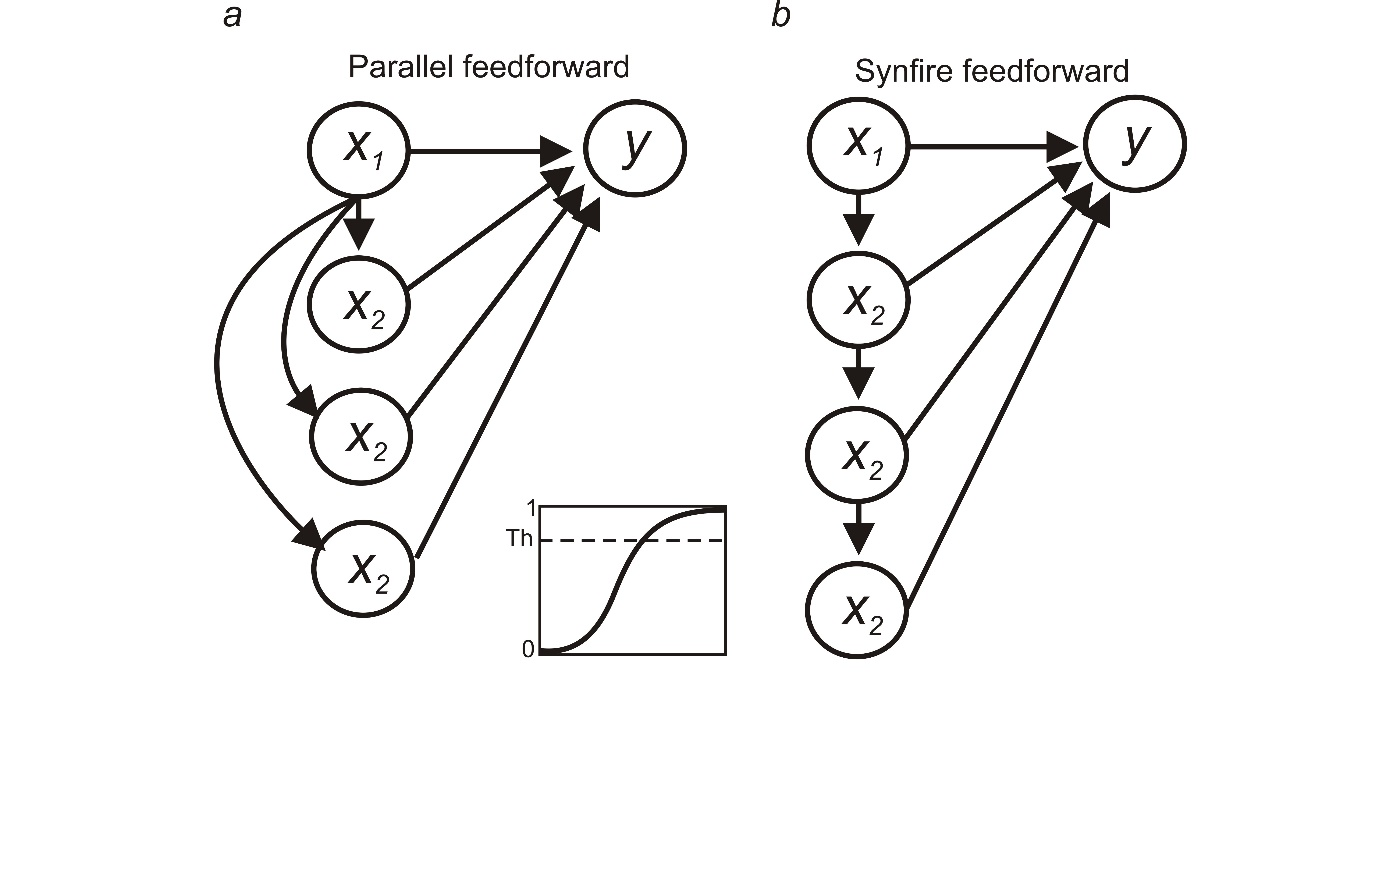 a
Parallel feedforward
x1
y
x2
x2
x2
1
Th
0
b
Synfire feedforward
x1
y
x2
x2
x2